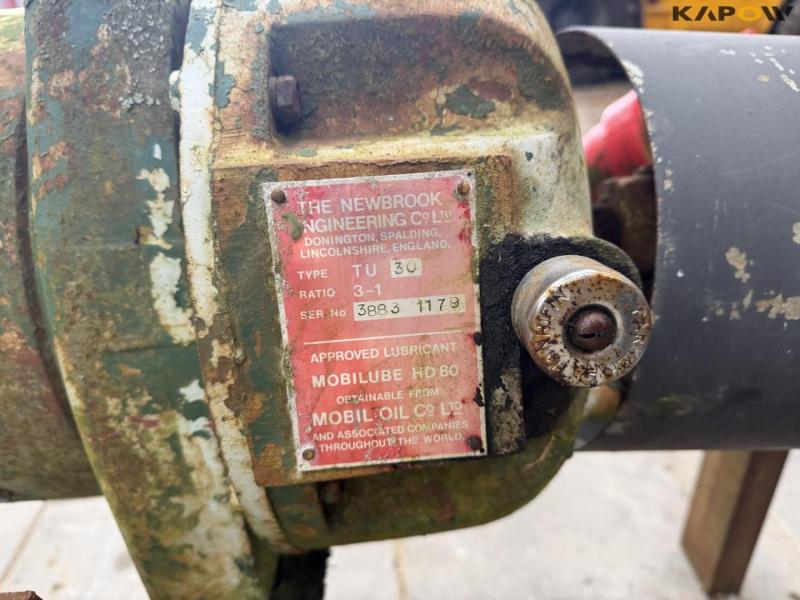 KAPOW
THE NEWBROOK
ENGINEERING CO LTD
DONINGTON, SPALDING,
LINCOLNSHIRE, ENGLAND.
TYPE TU 30
RATIO 3-1
SER. No 3883 1179
APPROVED LUBRICANT
MOBILUBE HD 80
OBTAINABLE FROM
MOBIL OIL CO LTD
AND ASSOCIATED COMPANIES
THROUGHOUT THE WORLD.